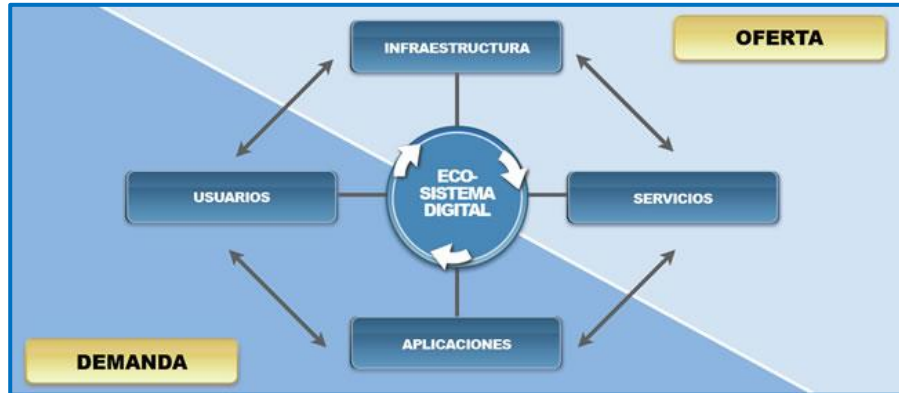 INFRAESTRUCTURA
OFERTA
USUARIOS
ECO-
SISTEMA
DIGITAL
SERVICIOS
APLICACIONES
DEMANDA